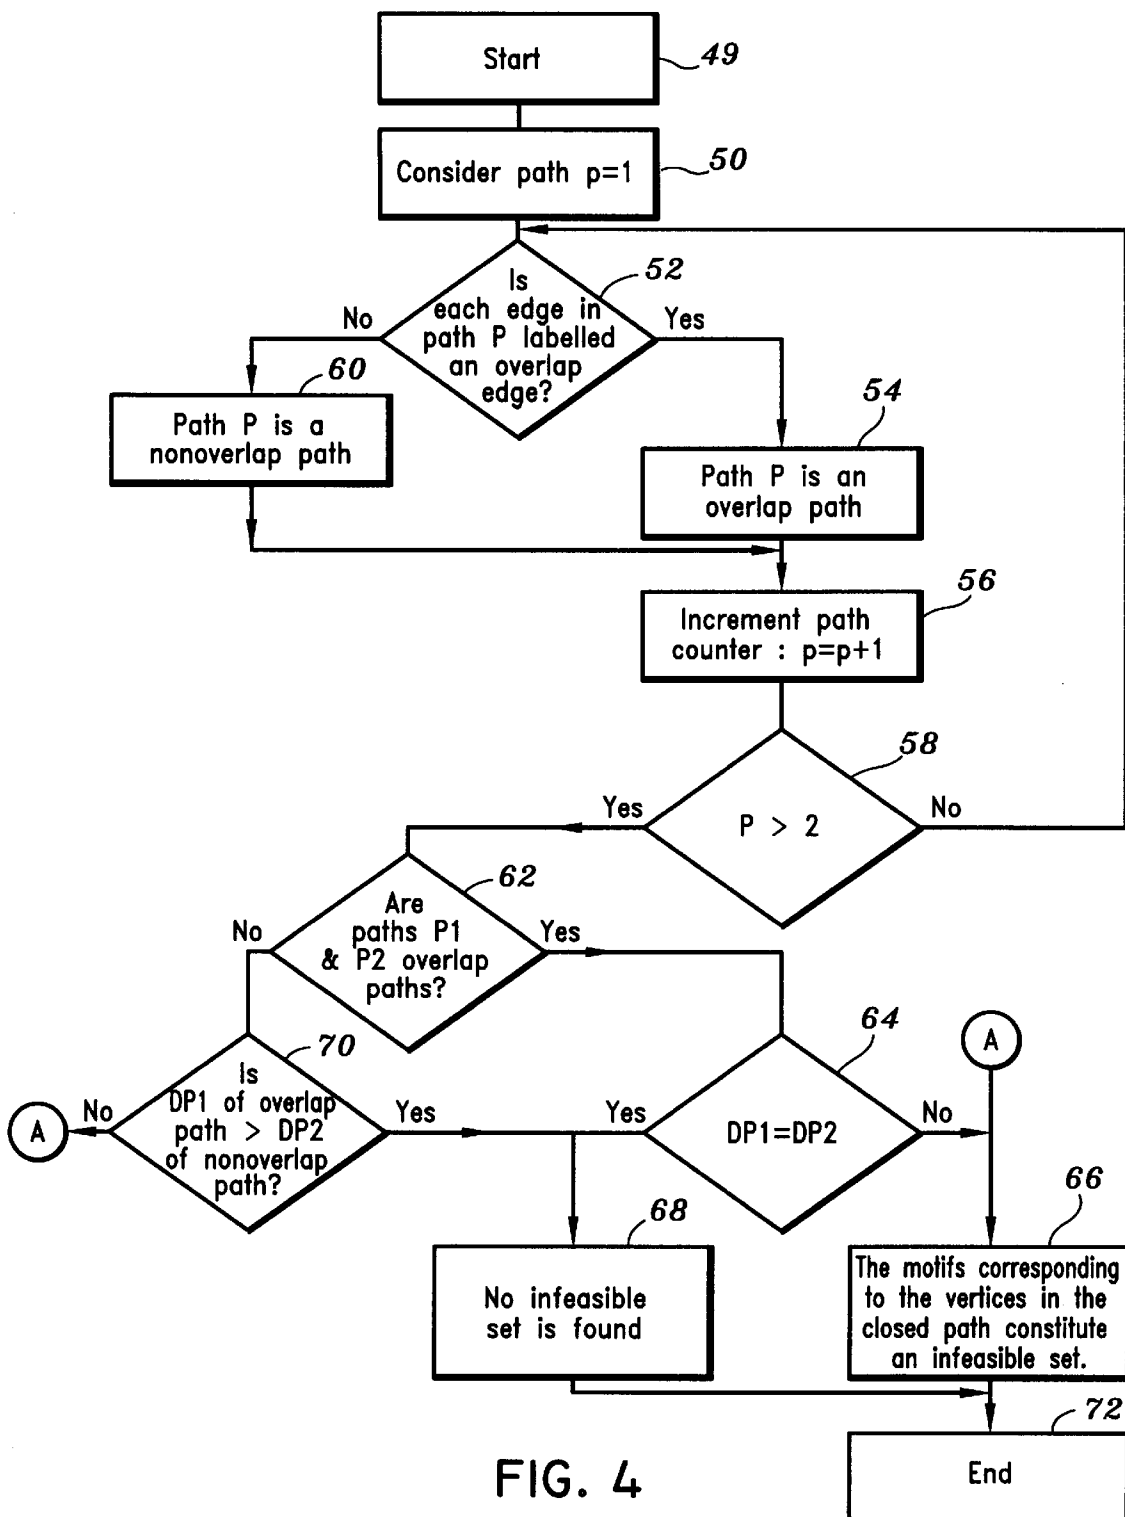 Start
49
Consider path p=1
50
Is
each edge in
path P labelled
an overlap
edge?
52
No
Yes
60
Path P is a
nonoverlap path
54
Path P is an
overlap path
56
Increment path
counter : p=p+1
58
P > 2
Yes
No
62
Are
paths P1
& P2 overlap
paths?
No
Yes
70
Is
DP1 of overlap
path > DP2
of nonoverlap
path?
No
Yes
A
64
DP1=DP2
Yes
No
A
68
No infeasible
set is found
66
The motifs corresponding
to the vertices in the
closed path constitute
an infeasible set.
72
End
FIG. 4